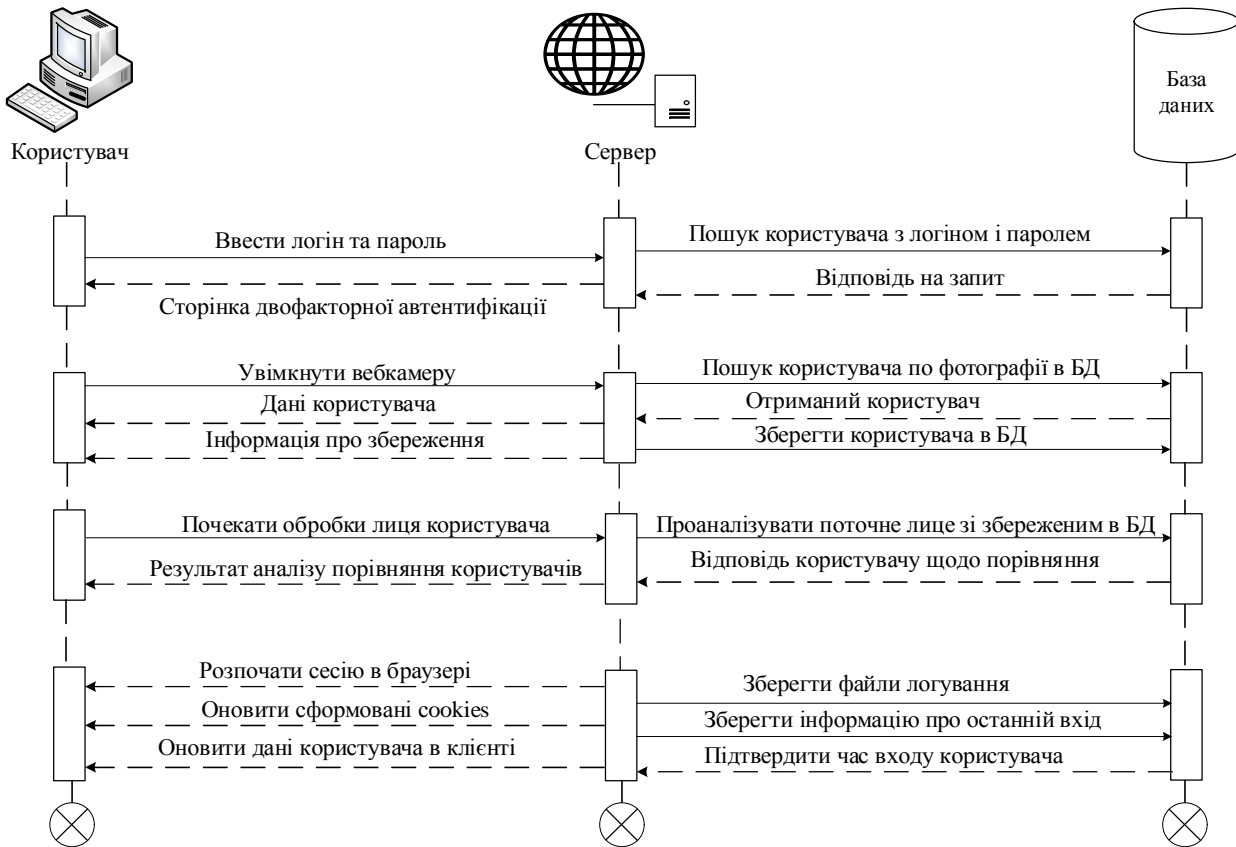 База
даних
Користувач
Сервер
Ввести логін та пароль
Пошук користувача з логіном і паролем
Відповідь на запит
Сторінка двофакторної автентифікації
Увімкнути вебкамеру
Пошук користувача по фотографії в БД
Дані користувача
Отриманий користувач
Інформація про збереження
Зберегти користувача в БД
Почекати обробки лиця користувача
Проаналізувати поточне лице зі збереженим в БД
Результат аналізу порівняння користувачів
Відповідь користувачу щодо порівняння
Розпочати сесію в браузері
Зберегти файли логування
Оновити сформовані cookies
Зберегти інформацію про останній вхід
Оновити дані користувача в клієнті
Підтвердити час входу користувача